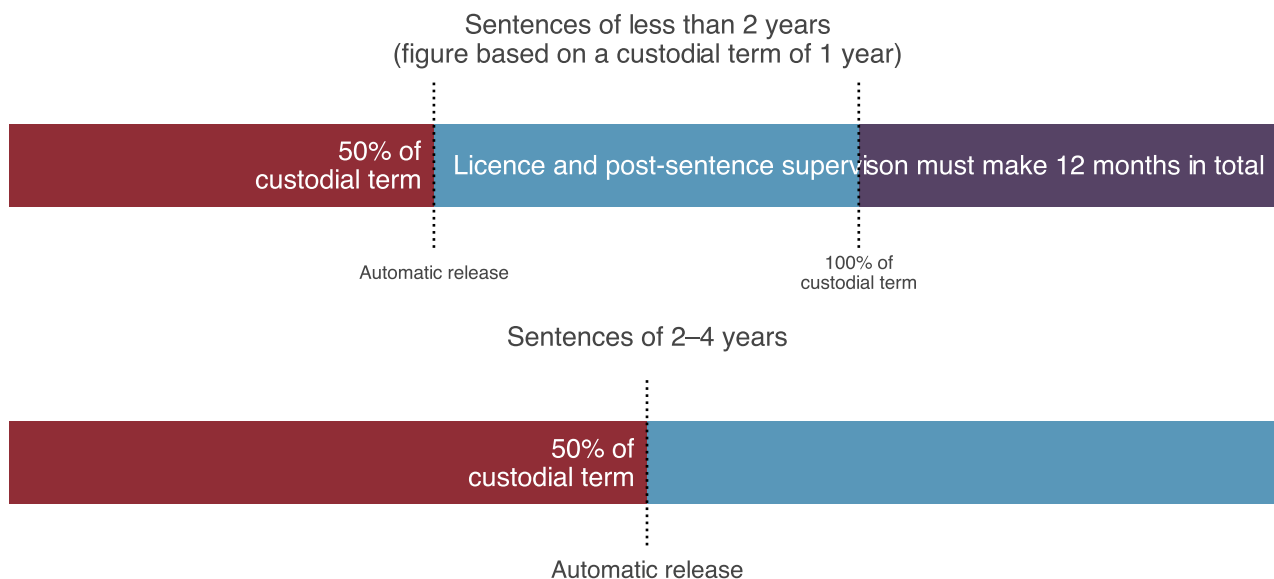 Sentences of less than 2 years
(figure based on a custodial term of 1 year)
50% of
custodial term
Licence and post-sentence supervison must make 12 months in total
Automatic release
100% of
custodial term
Sentences of 2–4 years
50% of
custodial term
Automatic release